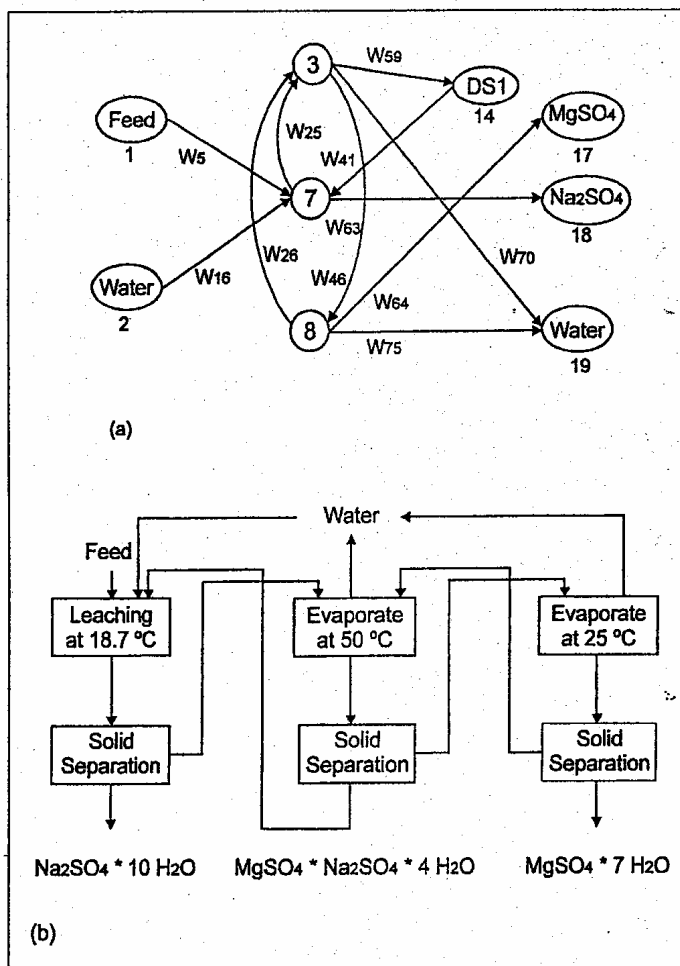 3
W59
DS1
14
MgSO4
17
Feed
1
W5
W25
W41
7
Na2SO4
18
W63
W26
W70
Water
2
W16
W46
W64
8
W75
Water
19
(a)
Water
Feed
Leaching
at 18.7 ºC
Evaporate
at 50 ºC
Evaporate
at 25 ºC
Solid
Separation
Solid
Separation
Solid
Separation
Na2SO4 * 10 H2O
MgSO4 * Na2SO4 * 4 H2O
MgSO4 * 7 H2O
(b)